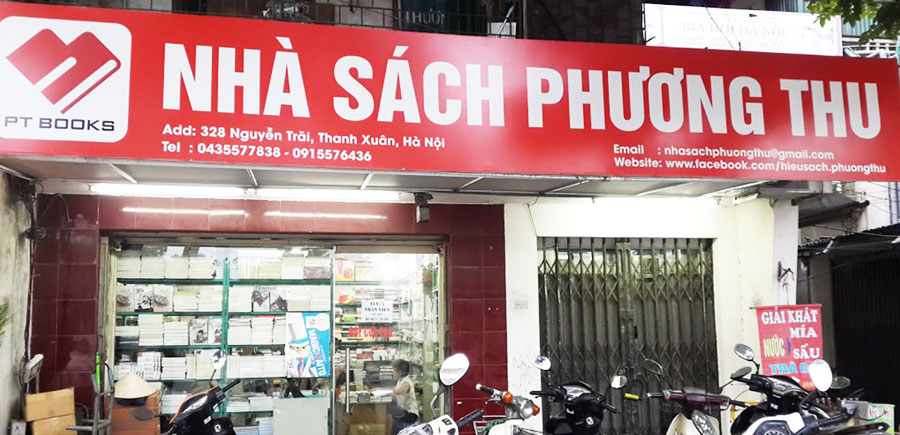 BIA HƠI HÀ NỘI
PT BOOKS
NHÀ SÁCH PHƯƠNG THU
Add: 328 Nguyễn Trãi, Thanh Xuân, Hà Nội
Tel : 0435577838 - 0915576436
Email : nhasachphuongthu@gmail.com
Website: www.facebook.com/hieusach.phuongthu
GIẢI KHÁT
MÍA
NƯỚC
SẤU
TRÀ